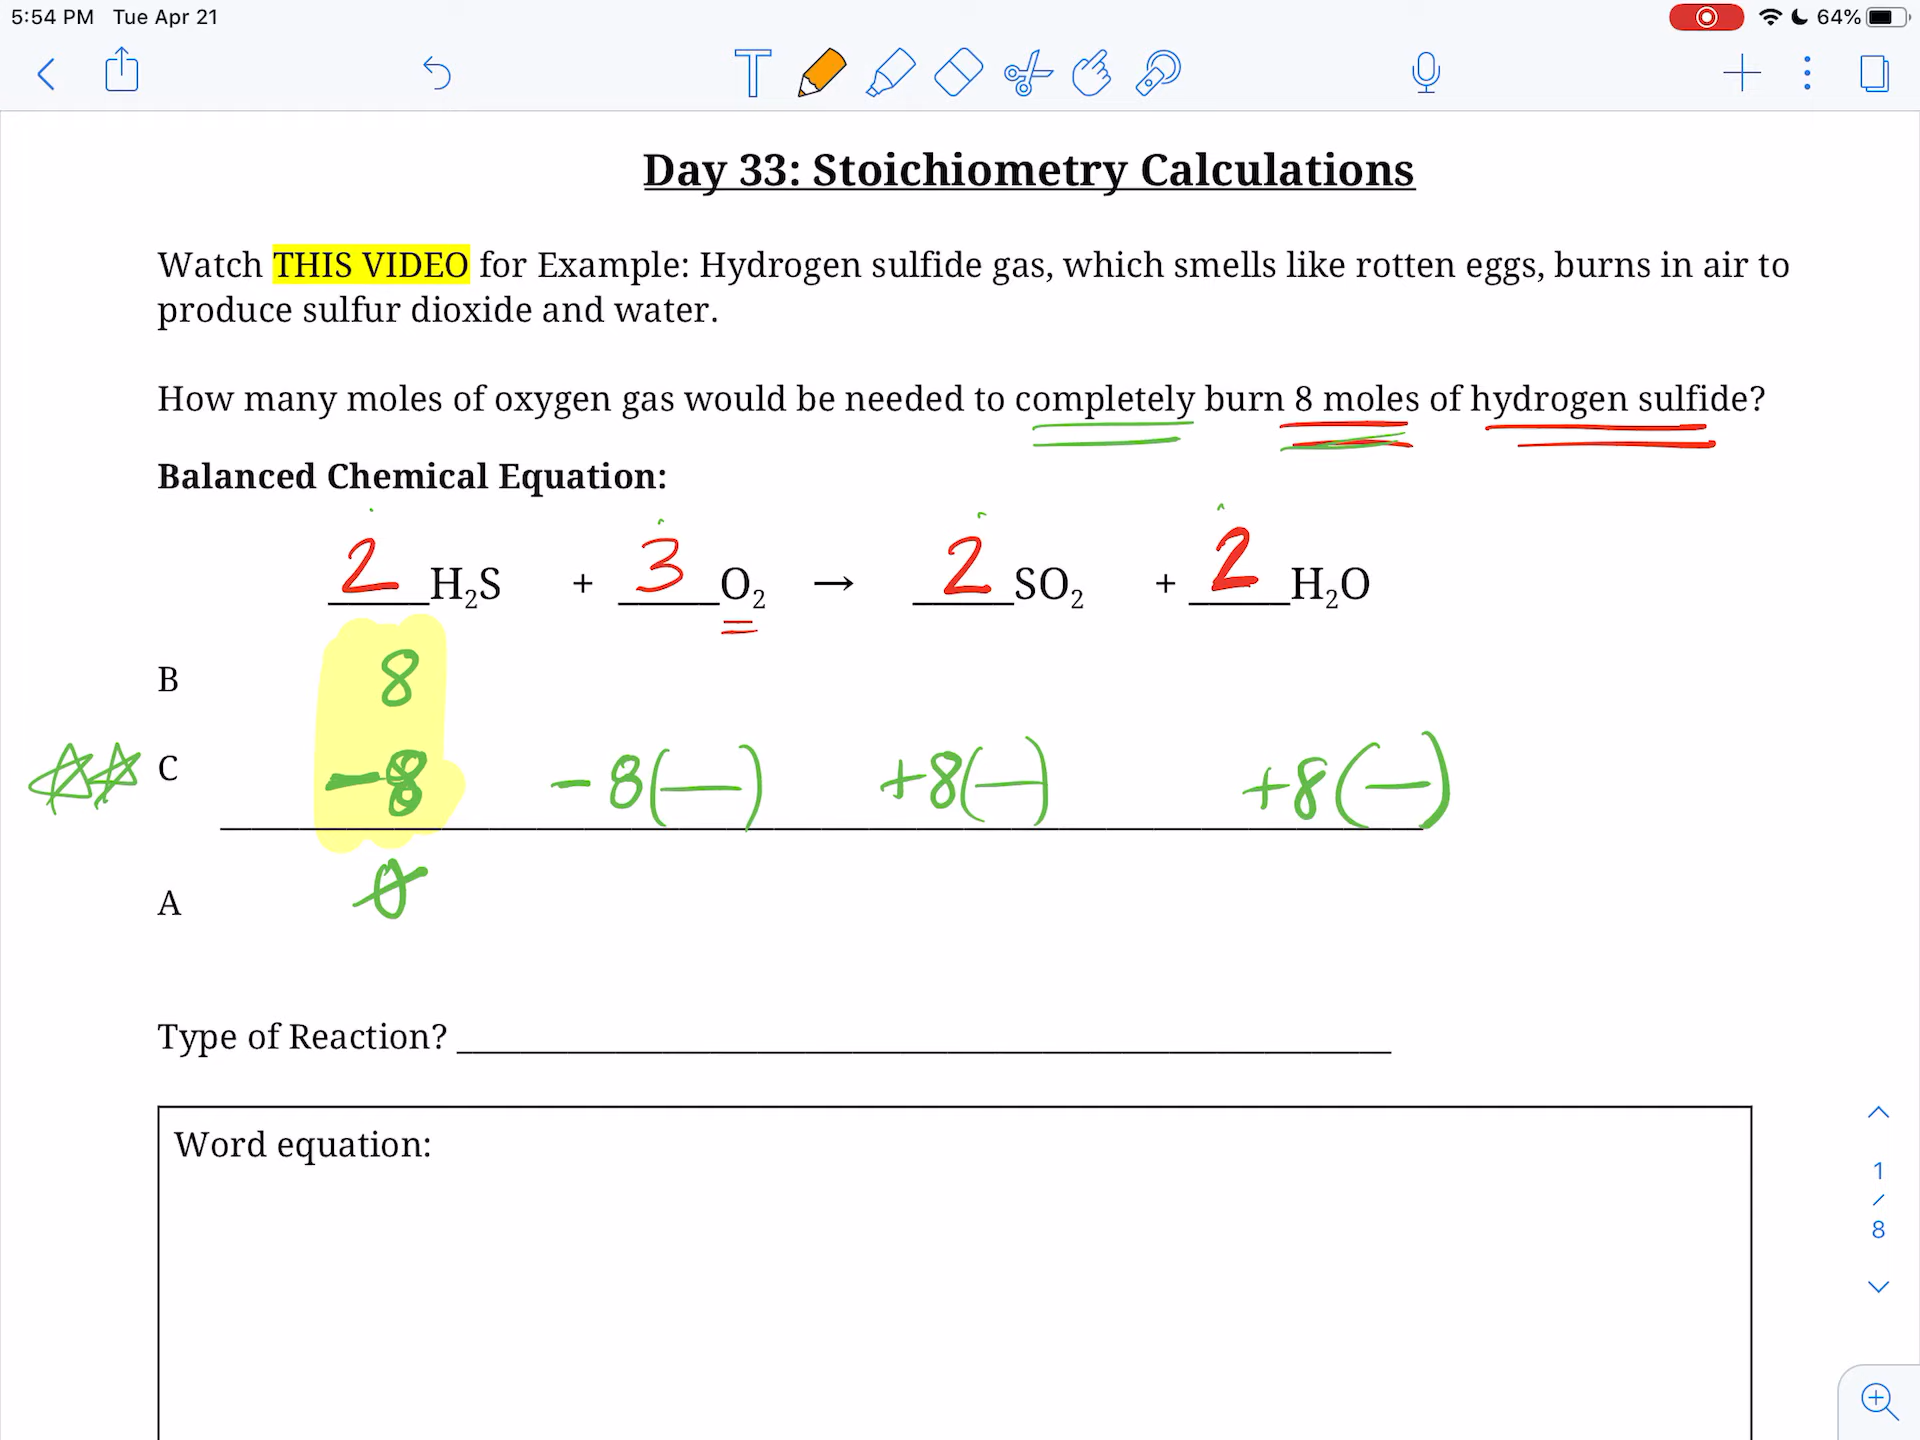 5:54 PM Tue Apr 21 64%
Day 33: Stoichiometry Calculations
Watch THIS VIDEO for Example: Hydrogen sulfide gas, which smells like rotten eggs, burns in air to
produce sulfur dioxide and water.
How many moles of oxygen gas would be needed to completely burn 8 moles of hydrogen sulfide?
Balanced Chemical Equation:
2 H₂S + 3 O₂ → 2 SO₂ + 2 H₂O
B 8
C -8 -8(—) +8(—) +8(—)
A 0
Type of Reaction? ____
Word equation:
1
/
8